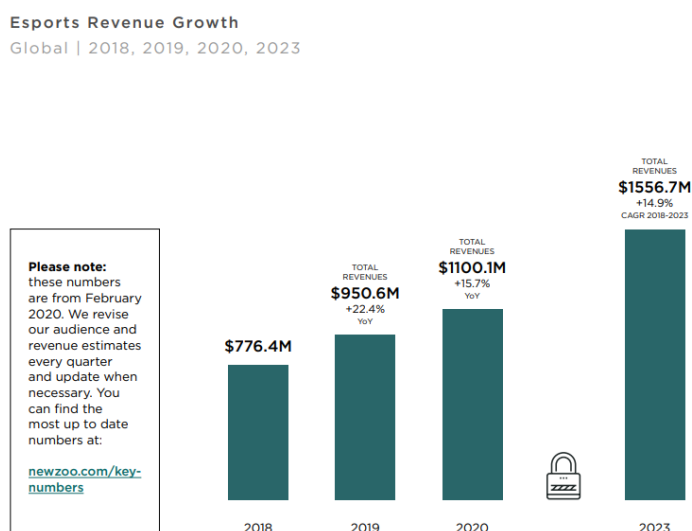 Esports Revenue Growth
Global | 2018, 2019, 2020, 2023
Please note:
these numbers
are from February
2020. We revise
our audience and
revenue estimates
every quarter
and update when
necessary. You
can find the
most up to date
numbers at:
newzoo.com/key-
numbers
$776.4M
TOTAL
REVENUES
$950.6M
+22.4%
YoY
TOTAL
REVENUES
$1100.1M
+15.7%
YoY
TOTAL
REVENUES
$1556.7M
+14.9%
CAGR 2018-2023
2018
2019
2020
2023